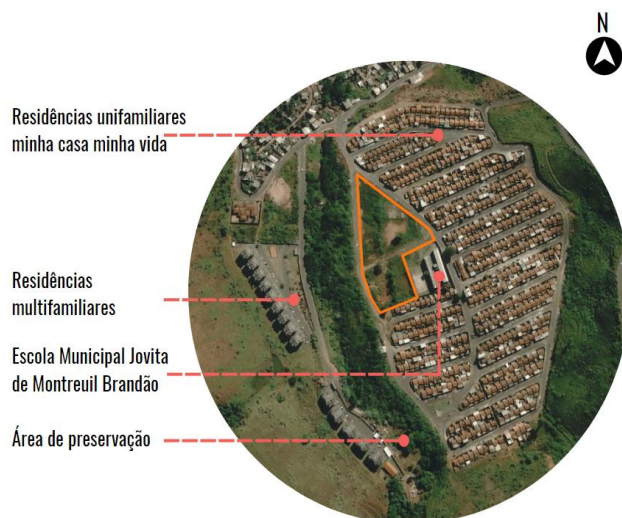 N
Residências unifamiliares
minha casa minha vida
Residências
multifamiliares
Escola Municipal Jovita
de Montreuil Brandão
Área de preservação